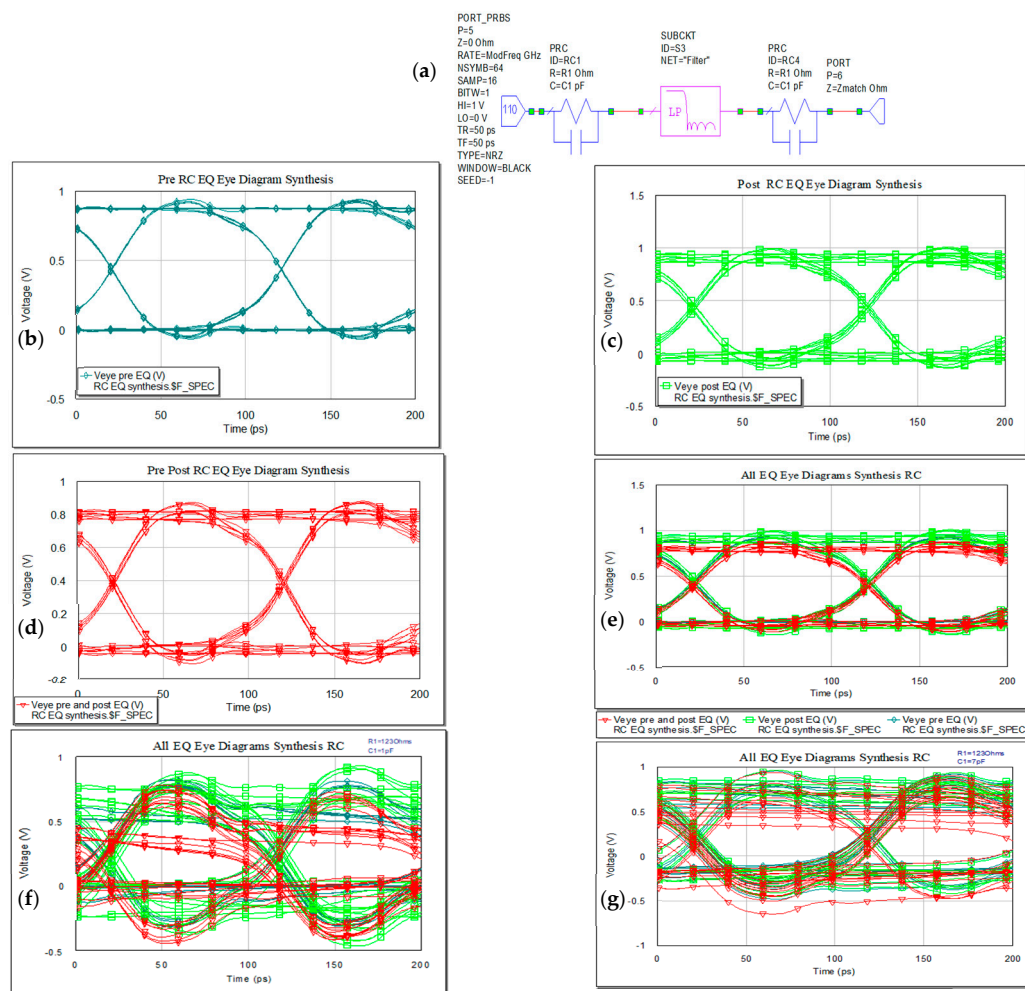 PORT_PRBS
P=5
Z=0 Ohm
RATE=ModFreq GHz
NSYMB=64
SAMP=16
BITW=1
HI=1 V
LO=0 V
TR=50 ps
TF=50 ps
TYPE=NRZ
WINDOW=BLACK
SEED=-1
(a)
PRC
ID=RC1
R=R1 Ohm
C=C1 pF
SUBCKT
ID=S3
NET="Filter"
PRC
ID=RC4
R=R1 Ohm
C=C1 pF
PORT
P=6
Z=Zmatch Ohm
110
LP
Pre RC EQ Eye Diagram Synthesis
1
0.5
0
-0.5
Voltage (V)
(b)
0 50 100 150 200
Time (ps)
Veye pre EQ (V)
RC EQ synthesis.$F_SPEC
Post RC EQ Eye Diagram Synthesis
1.5
1
0.5
0
-0.5
Voltage (V)
(c)
0 50 100 150 200
Time (ps)
Veye post EQ (V)
RC EQ synthesis.$F_SPEC
Pre Post RC EQ Eye Diagram Synthesis
1
0.8
0.6
0.4
0.2
0
-0.2
Voltage (V)
(d)
0 50 100 150 200
Time (ps)
Veye pre and post EQ (V)
RC EQ synthesis.$F_SPEC
All EQ Eye Diagrams Synthesis RC
1.5
1
0.5
0
-0.5
Voltage (V)
(e)
0 50 100 150 200
Time (ps)
Veye pre and post EQ (V) Veye post EQ (V) Veye pre EQ (V)
RC EQ synthesis.$F_SPEC RC EQ synthesis.$F_SPEC RC EQ synthesis.$F_SPEC
All EQ Eye Diagrams Synthesis RC
R1=123Ohms
C1=1pF
1
0.5
0
-0.5
Voltage (V)
(f)
0 50 100 150 200
Time (ps)
All EQ Eye Diagrams Synthesis RC
R1=123Ohms
C1=7pF
1
0.5
0
-0.5
-1
Voltage (V)
(g)
0 50 100 150 200
Time (ps)